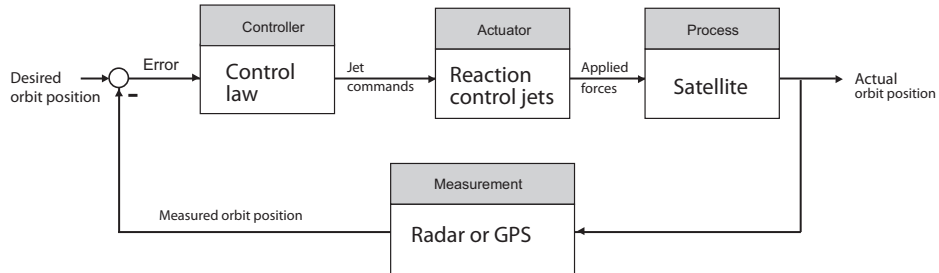 Controller
Actuator
Process
Desired
orbit position
Error
Control
law
Jet
commands
Reaction
control jets
Applied
forces
Satellite
Actual
orbit position
-
Measurement
Measured orbit position
Radar or GPS